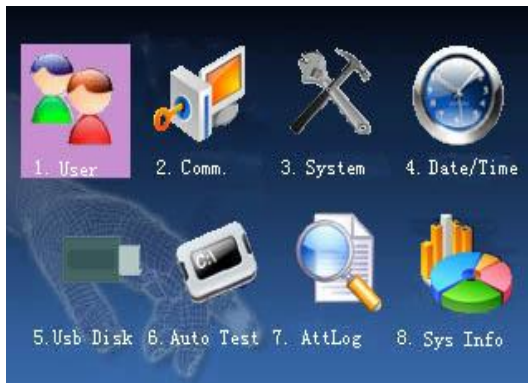 1. User
2. Comm.
3. System
4. Date/Time
5. Usb Disk
6. Auto Test
7. AttLog
8. Sys Info
C:\